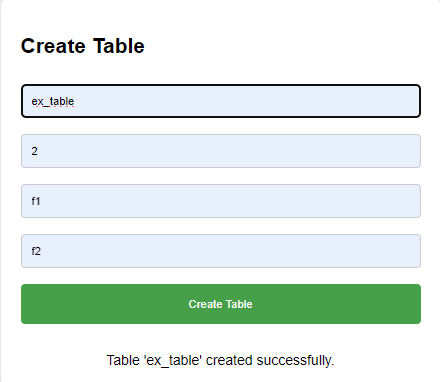 Create Table
ex_table
2
f1
f2
Create Table
Table 'ex_table' created successfully.